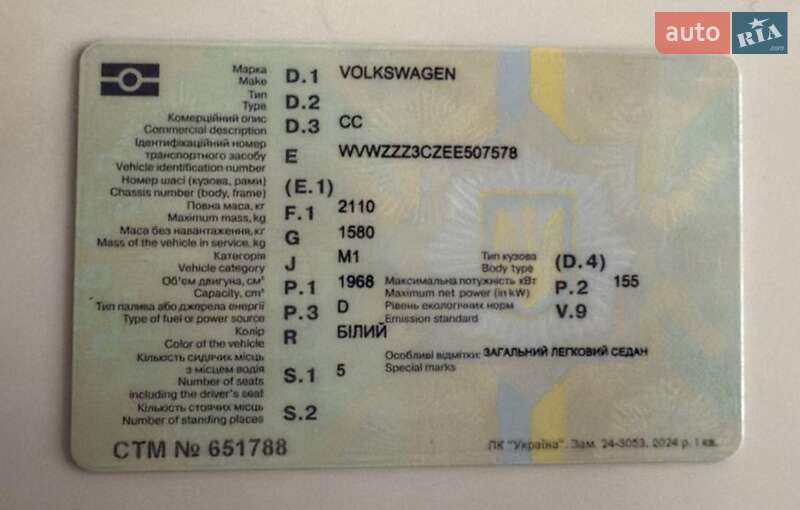 auto RIA.com
Марка D.1 VOLKSWAGEN
Make
Тип D.2
Type
Комерційний опис D.3 CC
Commercial description
Ідентифікаційний номер
транспортного засобу E WVWZZZ3CZEE507578
Vehicle identification number
Номер шасі (кузова, рами) (E.1)
Chassis number (body, frame)
Повна маса, кг F.1 2110
Maximum mass, kg
Маса без навантаження, кг G 1580
Mass of the vehicle in service, kg
Категорія J M1 Тип кузова (D.4)
Vehicle category Body type
Об'єм двигуна, см³ P.1 1968 Максимальна потужність кВт P.2 155
Capacity, cm³ Maximum net power (in kW)
Тип палива або джерела енергії P.3 D Рівень екологічних норм V.9
Type of fuel or power source Emission standard
Колір R БІЛИЙ
Color of the vehicle
Кількість сидячих місць Особливі відмітки: ЗАГАЛЬНИЙ ЛЕГКОВИЙ СЕДАН
з місцем водія S.1 5 Special marks
Number of seats
including the driver's seat
Кількість стоячих місць S.2
Number of standing places
СТМ № 651788 ПК "Україна". Зам. 24-3053. 2024 р. І кв.